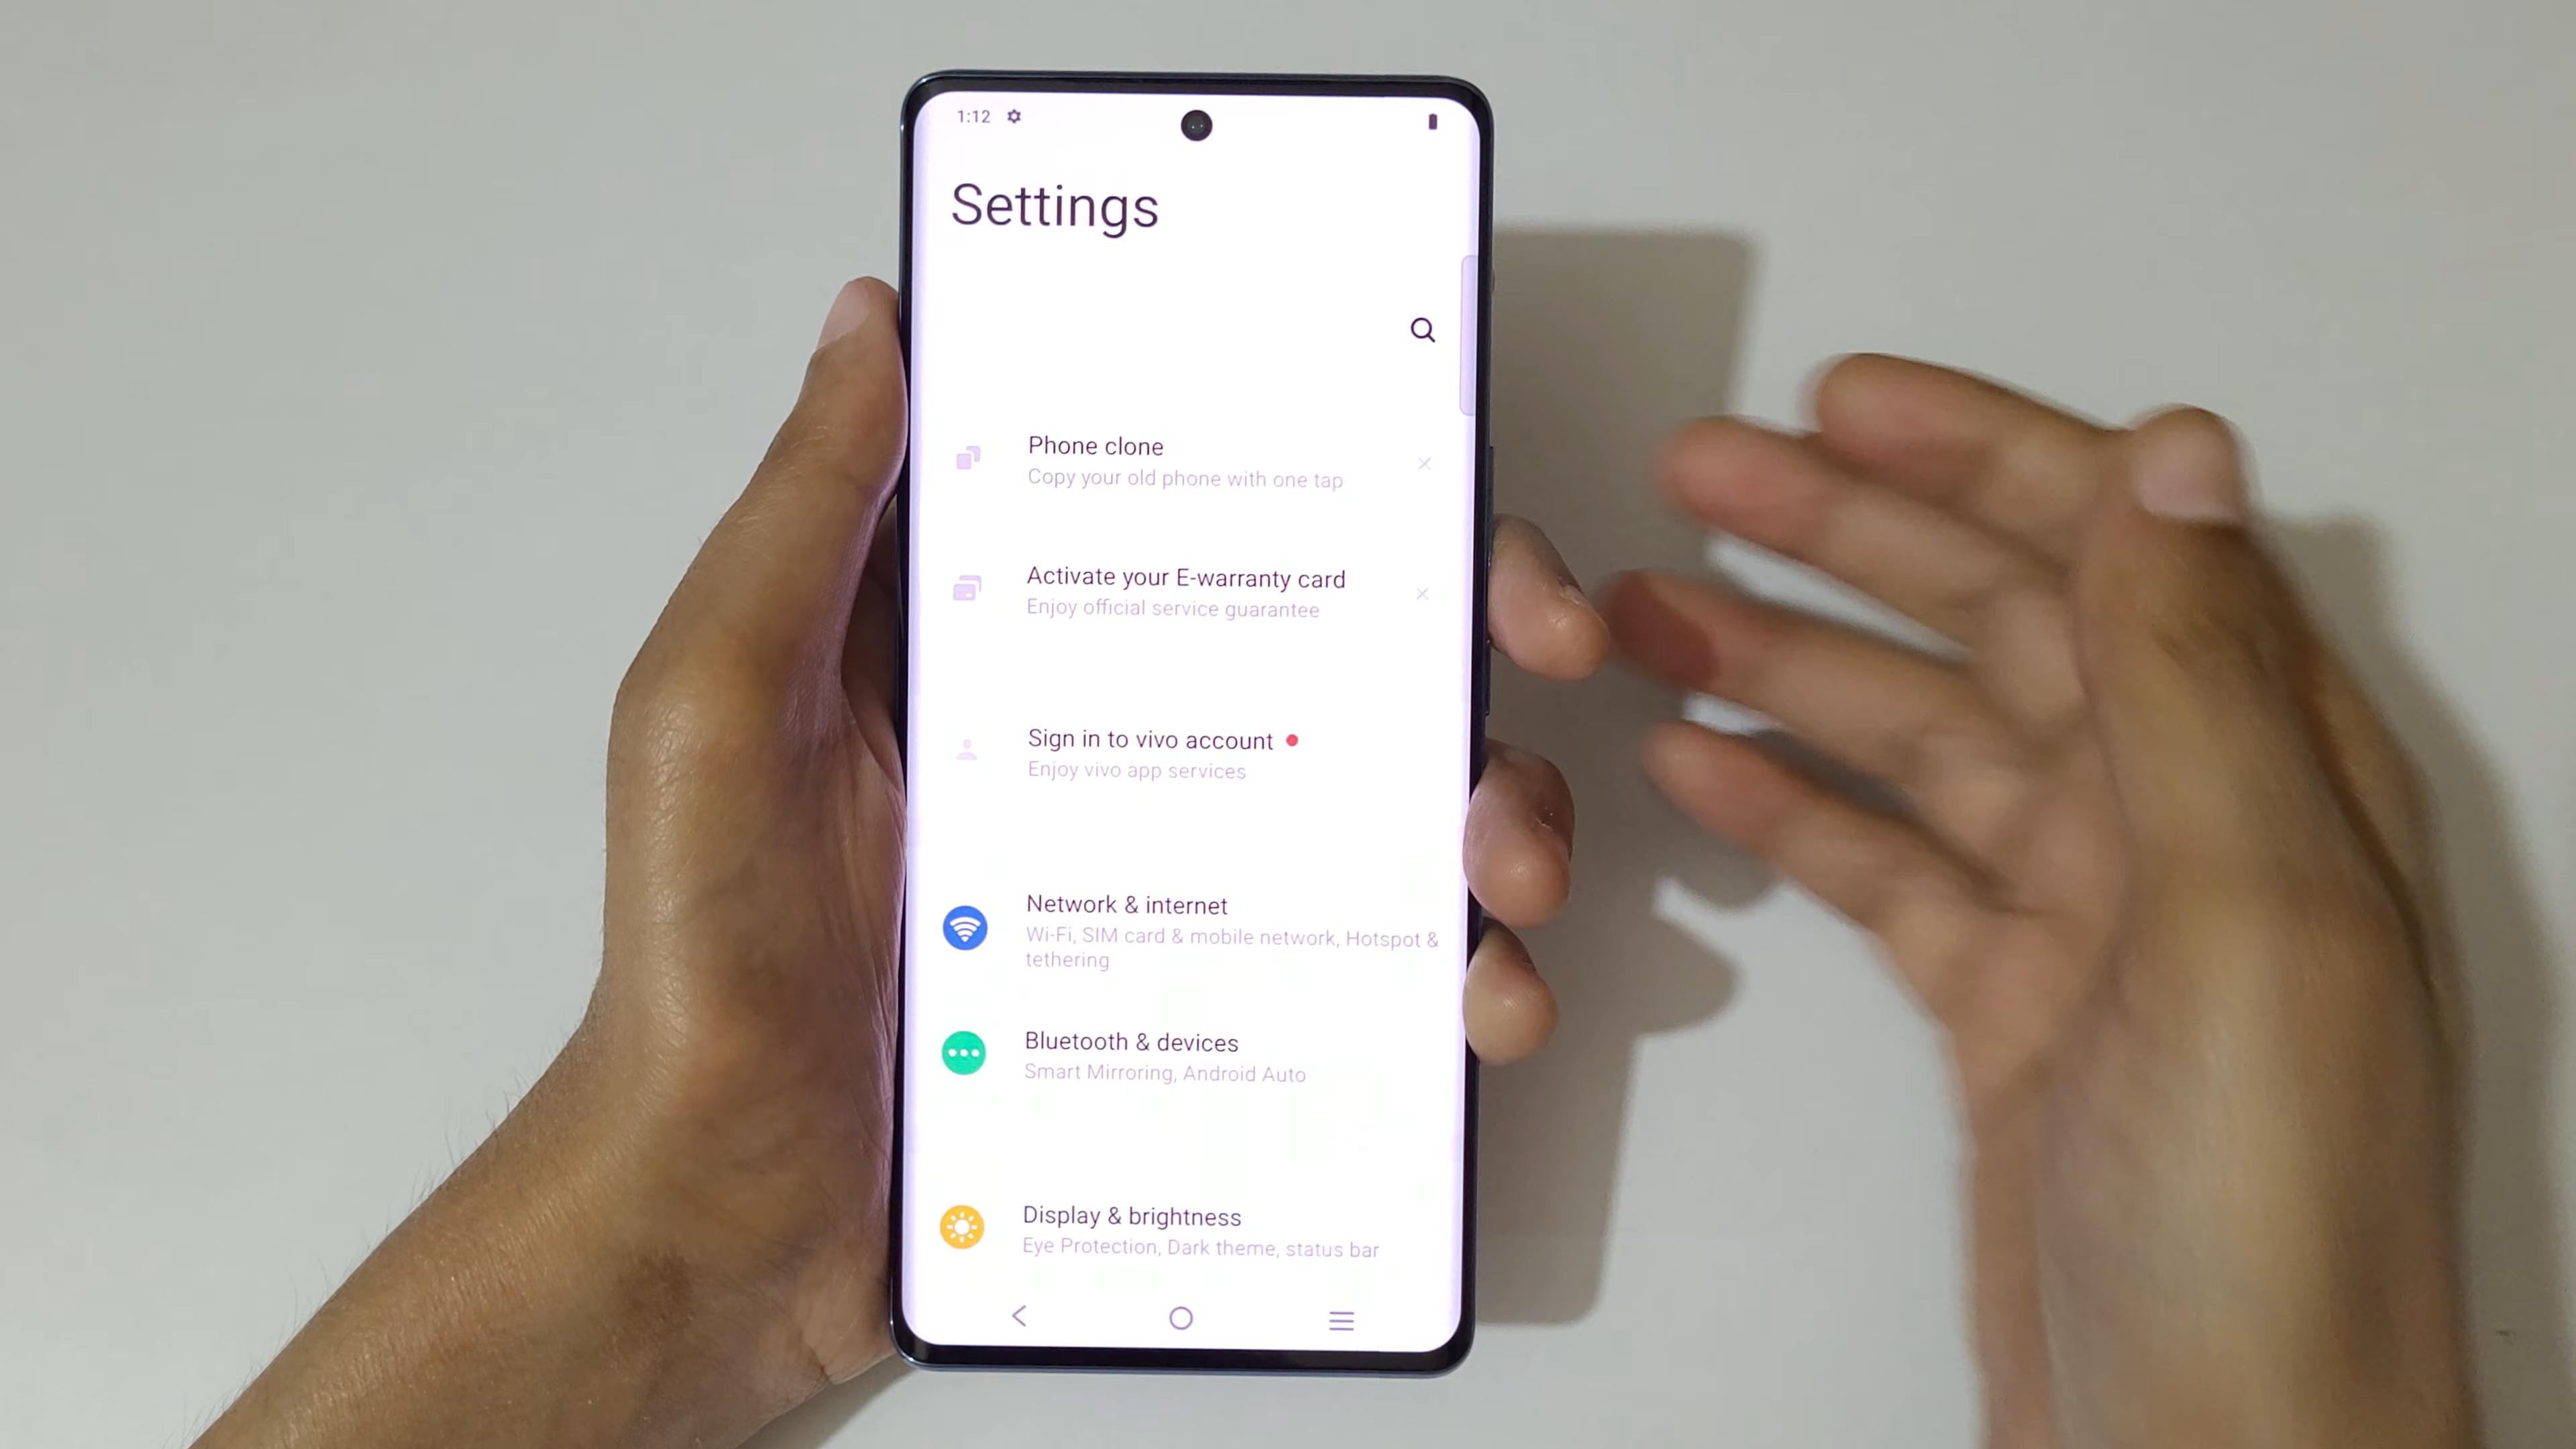 1:12
Settings
Phone clone
Copy your old phone with one tap
Activate your E-warranty card
Enjoy official service guarantee
Sign in to vivo account
Enjoy vivo app services
Network & internet
Wi-Fi, SIM card & mobile network, Hotspot &
tethering
Bluetooth & devices
Smart Mirroring, Android Auto
Display & brightness
Eye Protection, Dark theme, status bar